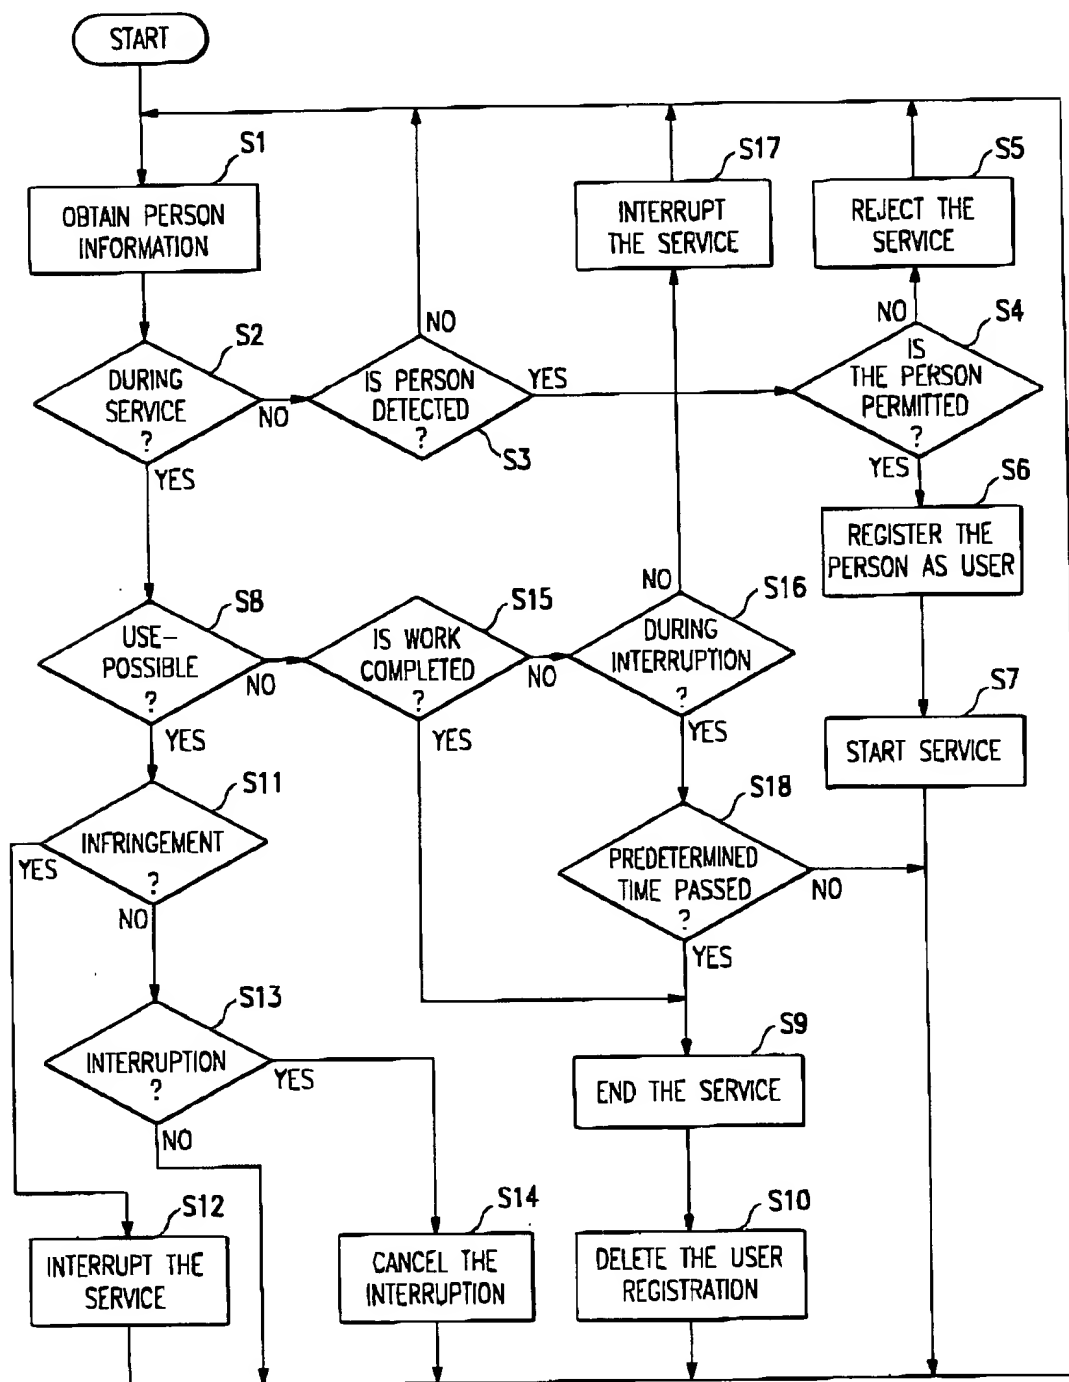 START
S1
OBTAIN PERSON
INFORMATION
S17
INTERRUPT
THE SERVICE
S5
REJECT THE
SERVICE
S2
DURING
SERVICE
?
NO
YES
NO
IS PERSON
DETECTED
?
YES
S3
NO
S4
IS
THE PERSON
PERMITTED
?
YES
S6
REGISTER THE
PERSON AS USER
S8
USE-
POSSIBLE
?
NO
YES
S15
IS WORK
COMPLETED
?
NO
YES
NO
S16
DURING
INTERRUPTION
?
YES
S7
START SERVICE
S11
INFRINGEMENT
?
YES
NO
S18
PREDETERMINED
TIME PASSED
?
NO
YES
S13
INTERRUPTION
?
YES
NO
S9
END THE SERVICE
S12
INTERRUPT THE
SERVICE
S14
CANCEL THE
INTERRUPTION
S10
DELETE THE USER
REGISTRATION